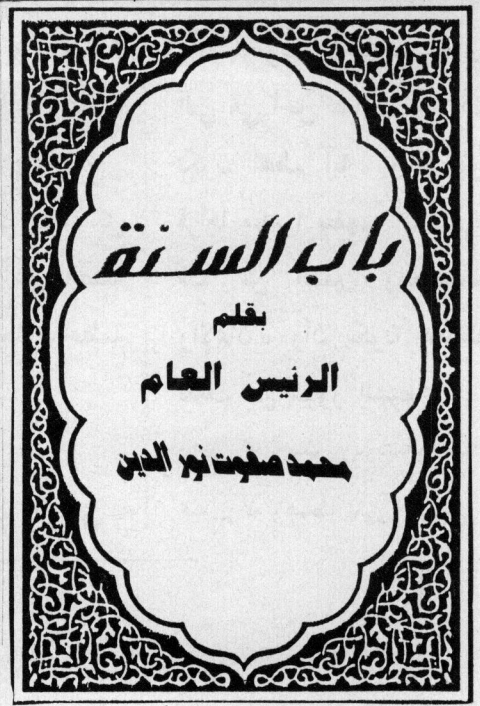 باب السنة
بقلم
الرئيس العام
محمد صفوت نور الدين